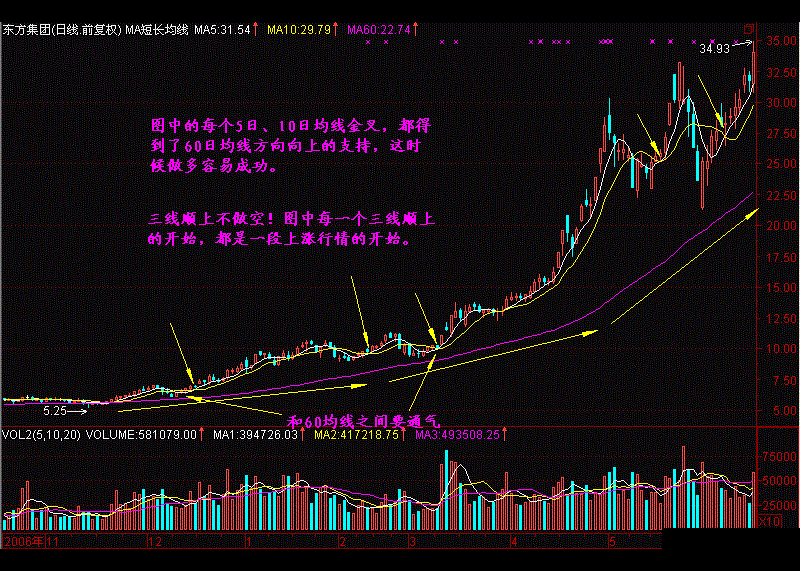 东方集团(日线.前复权) MA短长均线 MA5:31.54↑ MA10:29.79↑ MA60:22.74↑
34.93
35.00
32.50
30.00
图中的每个5日、10日均线金叉，都得
27.50
到了60日均线方向向上的支持，这时
25.00
候做多容易成功。
22.50
三线顺上不做空！图中每一个三线顺上
20.00
的开始，都是一段上涨行情的开始。
17.50
15.00
12.50
10.00
7.50
5.00
5.25
和60均线之间要通气
VOL2(5,10,20) VOLUME:581079.00↑ MA1:394726.03↑ MA2:417218.75↑ MA3:493508.25↑
75000
50000
25000
X10
2006年 11 12 1 2 3 4 5